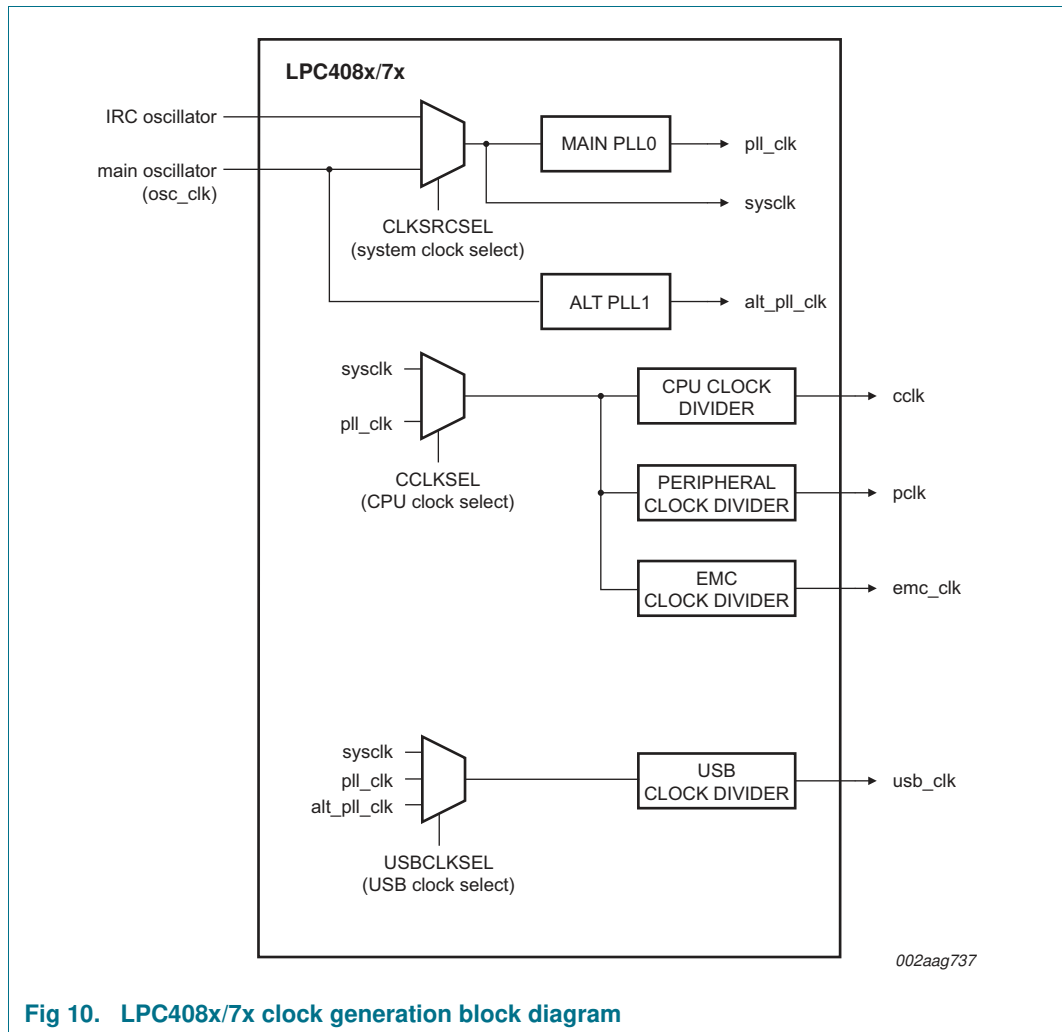 LPC408x/7x
IRC oscillator
MAIN PLL0
pll_clk
main oscillator
(osc_clk)
sysclk
CLKSRCSEL
(system clock select)
ALT PLL1
alt_pll_clk
sysclk
pll_clk
CPU CLOCK
DIVIDER
cclk
CCLKSEL
(CPU clock select)
PERIPHERAL
CLOCK DIVIDER
pclk
EMC
CLOCK DIVIDER
emc_clk
sysclk
pll_clk
alt_pll_clk
USB
CLOCK DIVIDER
usb_clk
USBCLKSEL
(USB clock select)
002aag737
Fig 10. LPC408x/7x clock generation block diagram